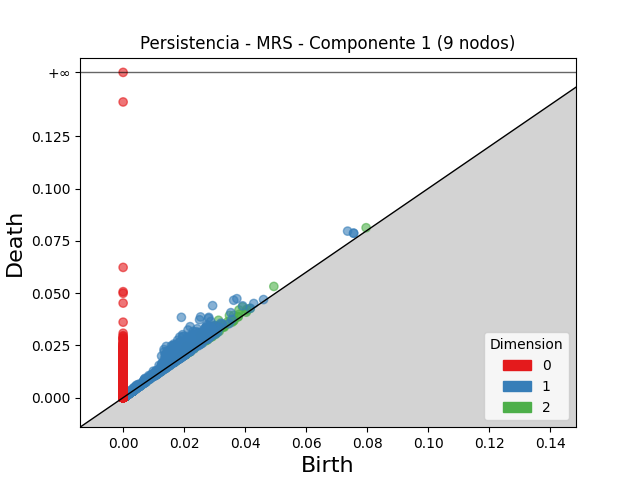 Persistencia - MRS - Componente 1 (9 nodos)
+∞
0.125
0.100
0.075
0.050
0.025
0.000
Death
Dimension
0
1
2
0.00 0.02 0.04 0.06 0.08 0.10 0.12 0.14
Birth